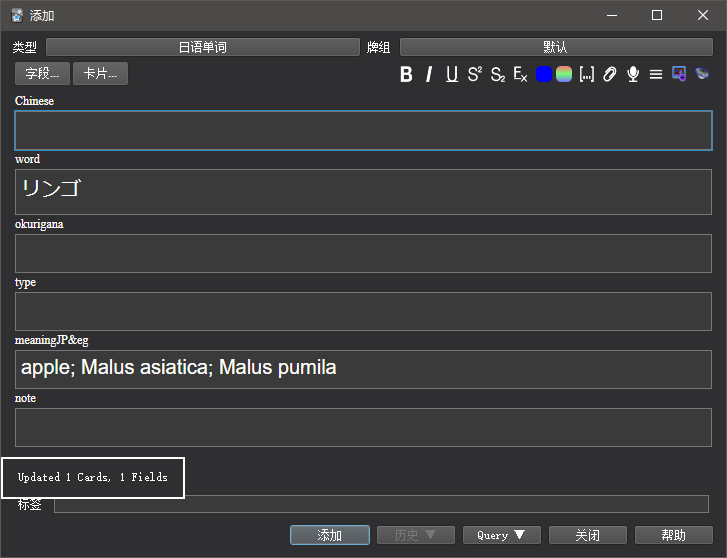 添加
类型 日语单词 牌组 默认
字段... 卡片... B I U S² S₂ Ex [...]
Chinese
word
リンゴ
okurigana
type
meaningJP&eg
apple; Malus asiatica; Malus pumila
note
Updated 1 Cards, 1 Fields
标签
添加 历史 ▼ Query ▼ 关闭 帮助